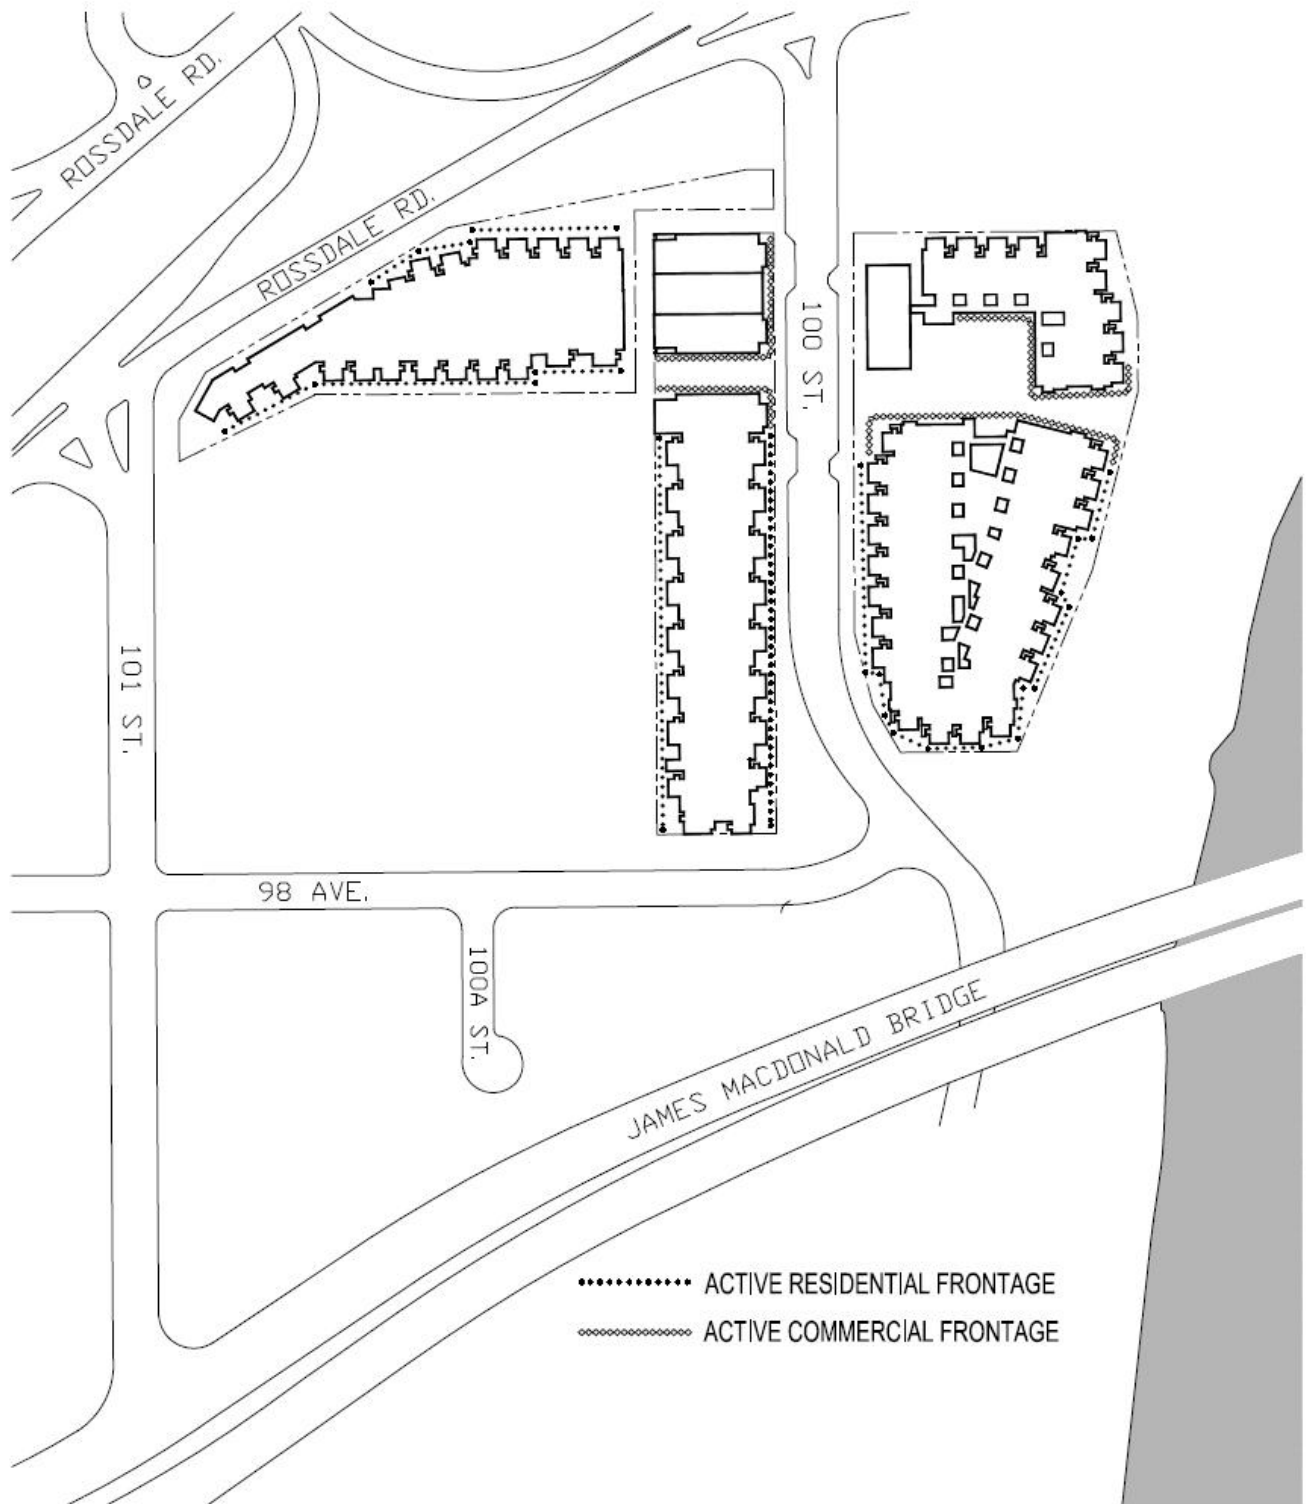 ROSSDALE RD.
ROSSDALE RD.
100 ST.
101 ST.
98 AVE.
100A ST.
JAMES MACDONALD BRIDGE
ACTIVE RESIDENTIAL FRONTAGE
ACTIVE COMMERCIAL FRONTAGE